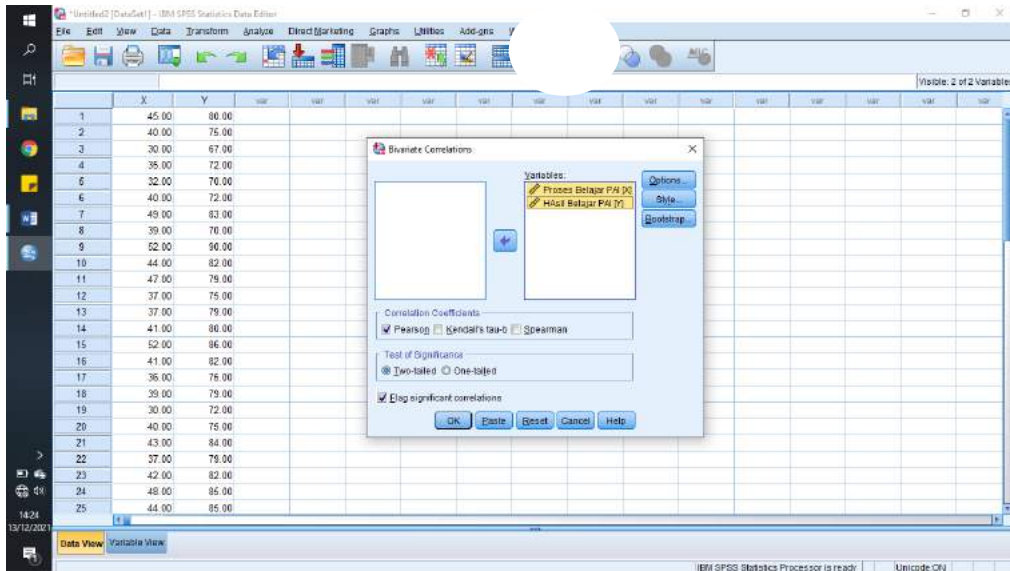 *Untitled2 [DataSet1] - IBM SPSS Statistics Data Editor
File Edit View Data Transform Analyze Direct Marketing Graphs Utilities Add-ons
Visible: 2 of 2 Variables
X Y var var var var var var var var var var var var var var
1 45.00 80.00
2 40.00 75.00
3 30.00 67.00
4 35.00 72.00
5 32.00 70.00
6 40.00 72.00
7 49.00 83.00
8 39.00 70.00
9 52.00 90.00
10 44.00 82.00
11 47.00 79.00
12 37.00 75.00
13 37.00 79.00
14 41.00 80.00
15 52.00 86.00
16 41.00 82.00
17 36.00 76.00
18 39.00 79.00
19 30.00 72.00
20 40.00 75.00
21 43.00 84.00
22 37.00 79.00
23 42.00 82.00
24 48.00 85.00
25 44.00 85.00
Bivariate Correlations
Variables:
Proses Belajar PAI [X]
HAsil Belajar PAI [Y]
Options...
Style...
Bootstrap...
Correlation Coefficients
Pearson Kendall's tau-b Spearman
Test of Significance
Two-tailed One-tailed
Flag significant correlations
OK Paste Reset Cancel Help
Data View Variable View
IBM SPSS Statistics Processor is ready Unicode:ON
14:24
13/12/2021